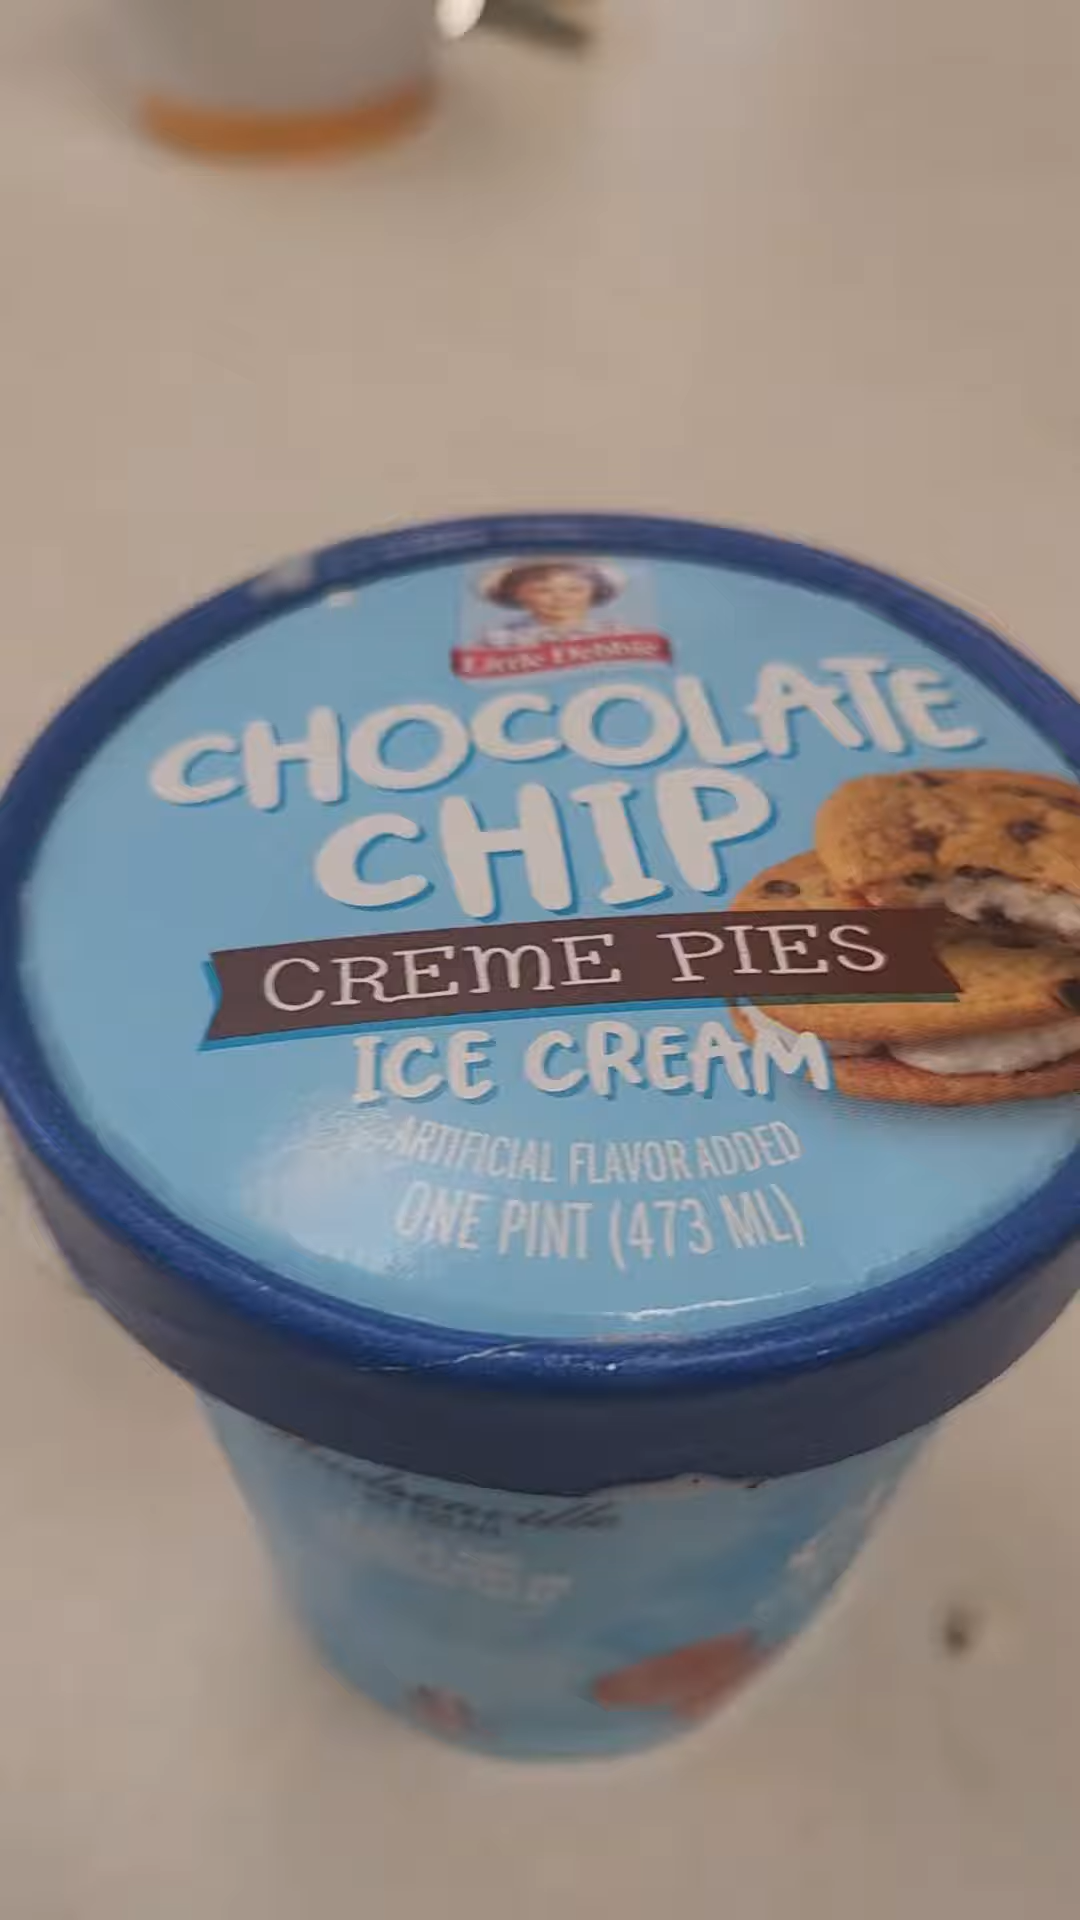 Little Debbie
CHOCOLATE
CHIP
CREME PIES
ICE CREAM
ARTIFICIAL FLAVOR ADDED
ONE PINT (473 ML)